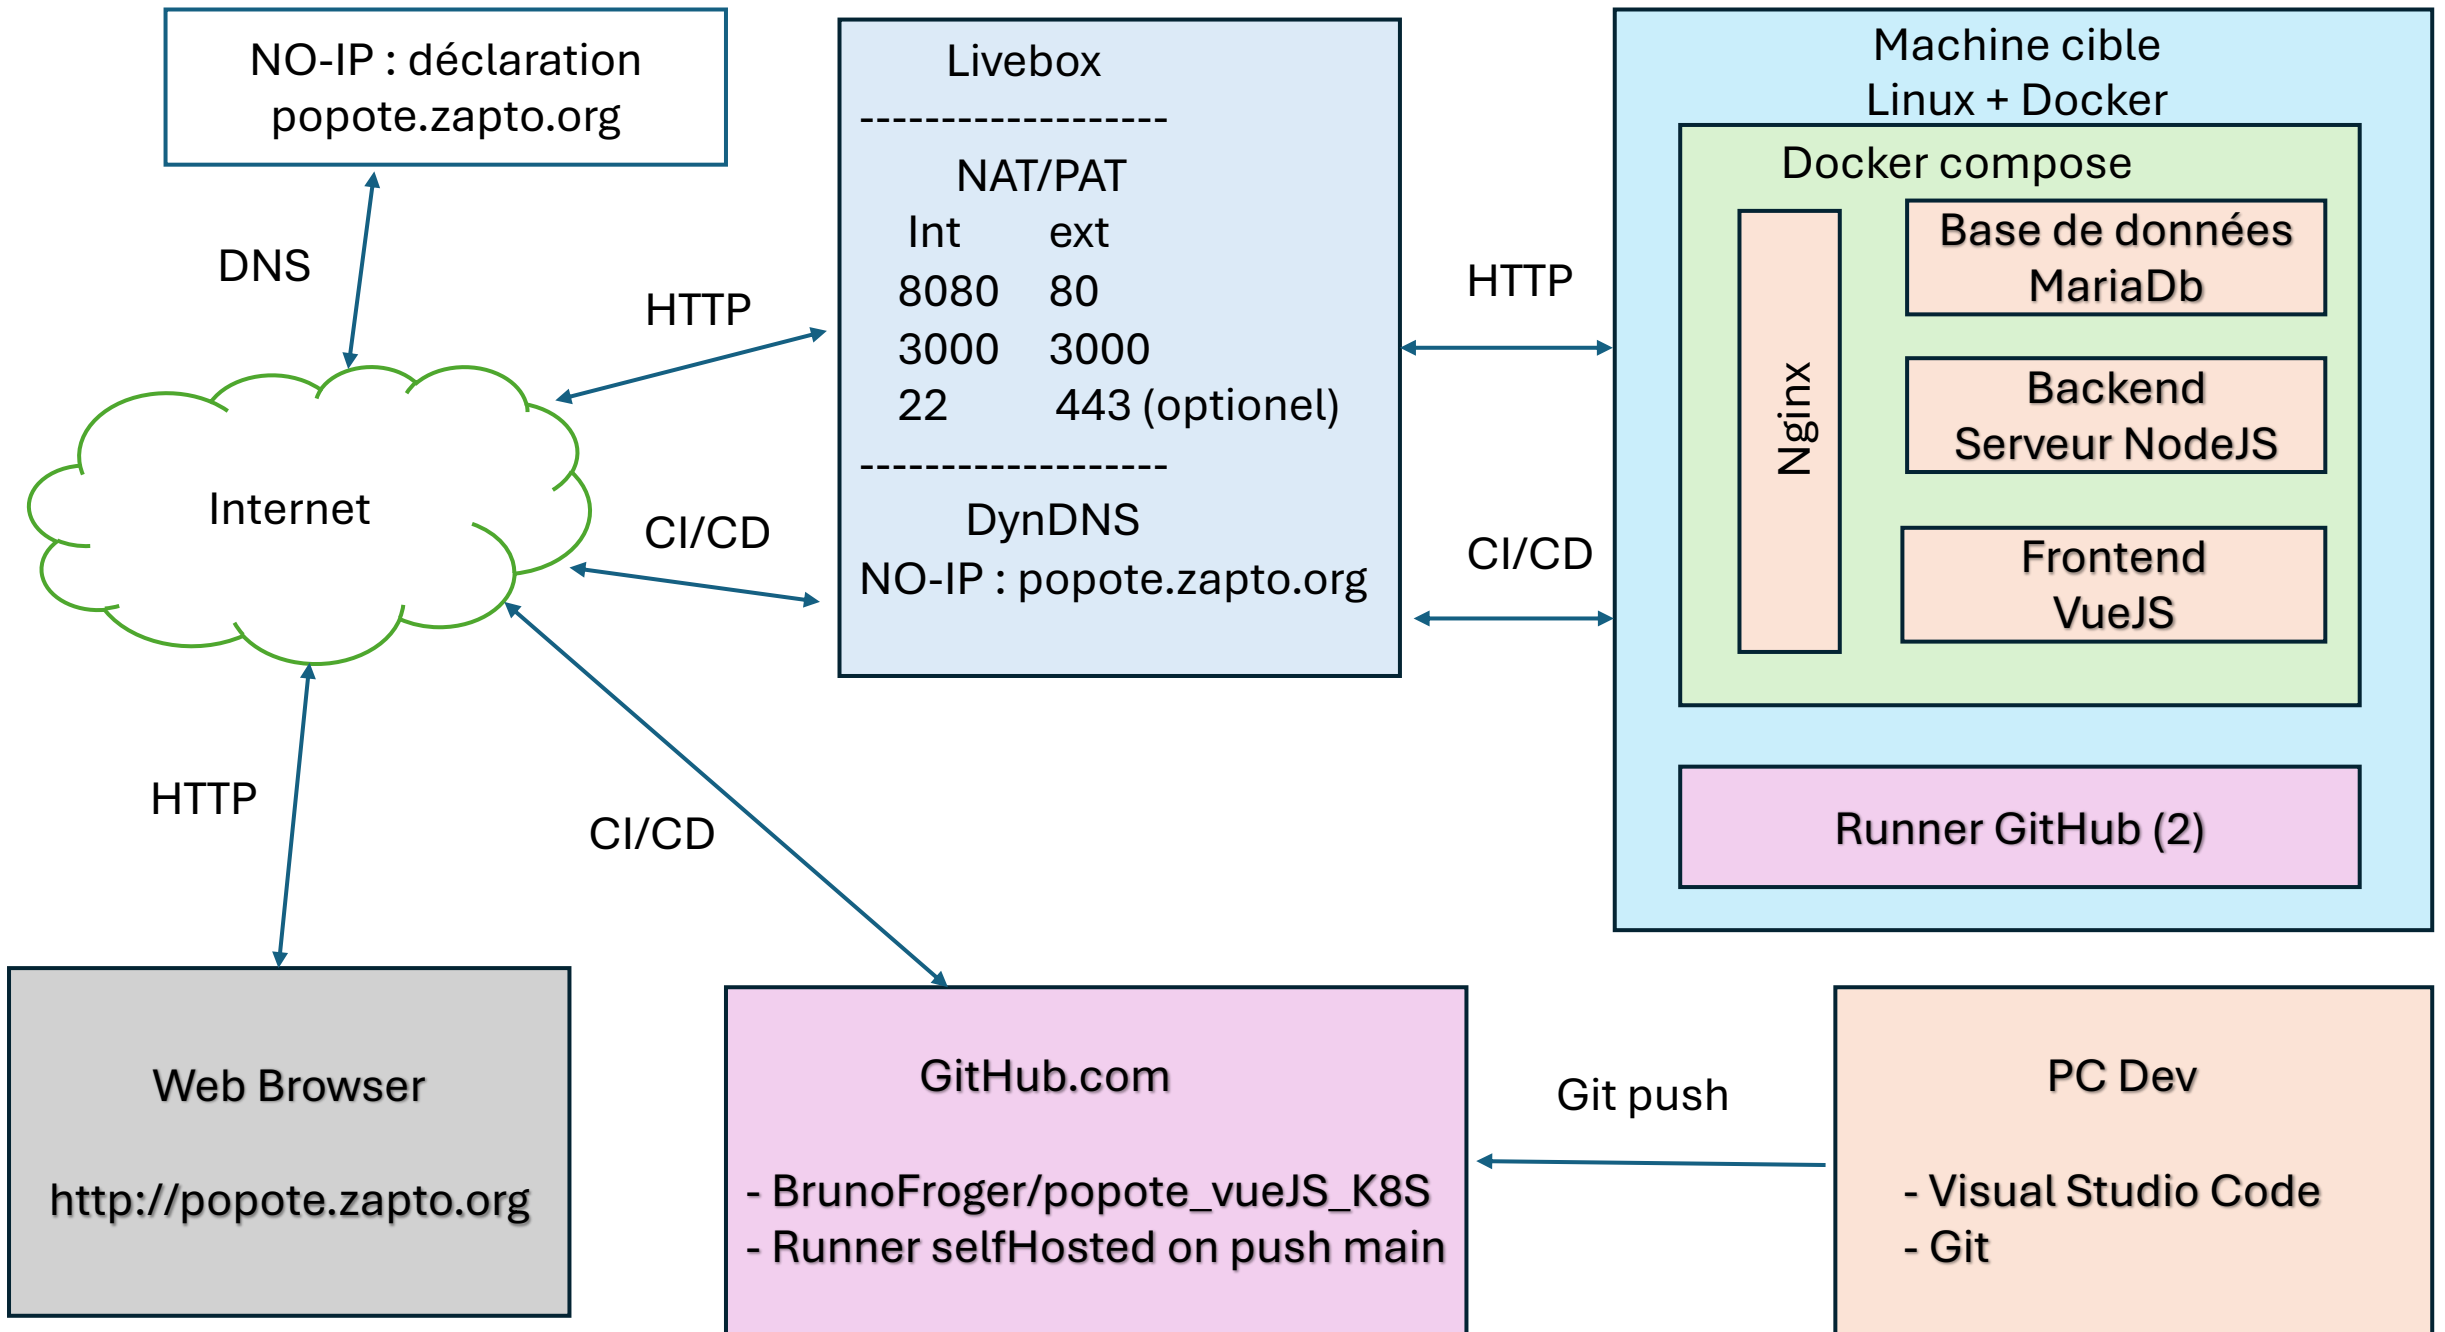 NO-IP : déclaration
popote.zapto.org
DNS
HTTP
Internet
CI/CD
HTTP
CI/CD
Livebox
-------------------
NAT/PAT
Int ext
8080 80
3000 3000
22 443 (optionel)
-------------------
DynDNS
NO-IP : popote.zapto.org
HTTP
CI/CD
Machine cible
Linux + Docker
Docker compose
Nginx
Base de données
MariaDb
Backend
Serveur NodeJS
Frontend
VueJS
Runner GitHub (2)
Web Browser
http://popote.zapto.org
GitHub.com
- BrunoFroger/popote_vueJS_K8S
- Runner selfHosted on push main
Git push
PC Dev
- Visual Studio Code
- Git